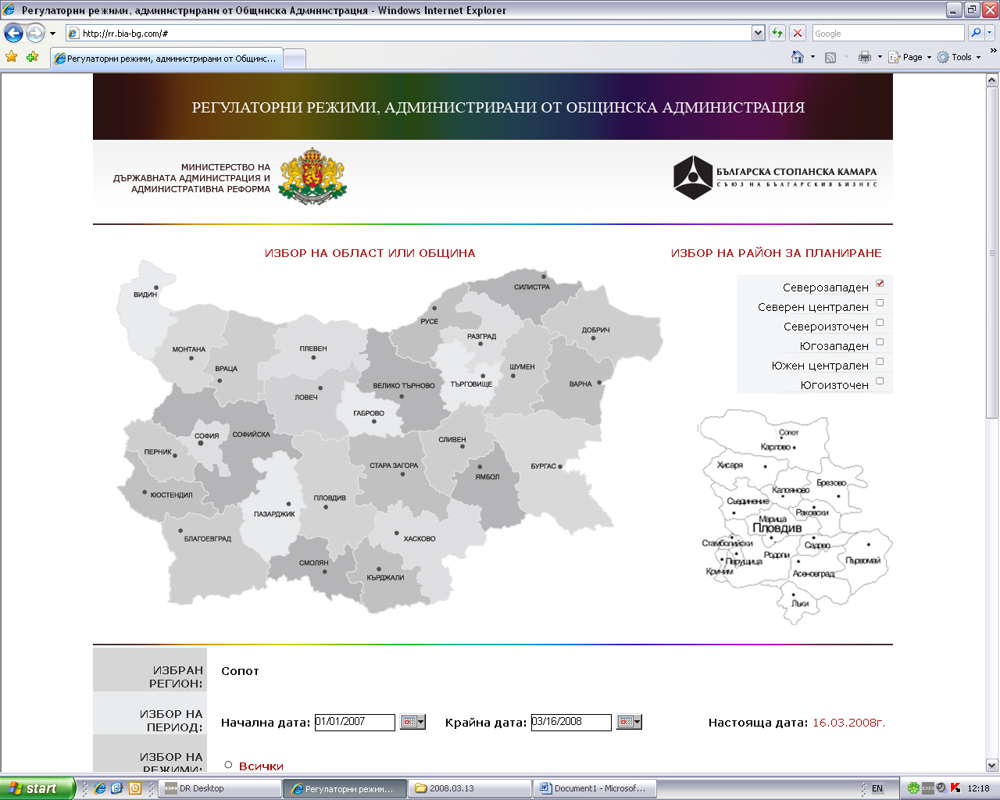 Регулаторни режими, администрирани от Общинска Администрация - Windows Internet Explorer
http://rr.bia-bg.com/#
Google
Регулаторни режими, администрирани от Общинс...
Page
Tools
»
РЕГУЛАТОРНИ РЕЖИМИ, АДМИНИСТРИРАНИ ОТ ОБЩИНСКА АДМИНИСТРАЦИЯ
МИНИСТЕРСТВО НА
ДЪРЖАВНАТА АДМИНИСТРАЦИЯ И
АДМИНИСТРАТИВНА РЕФОРМА
БЪЛГАРСКА СТОПАНСКА КАМАРА
СЪЮЗ НА БЪЛГАРСКИЯ БИЗНЕС
ИЗБОР НА ОБЛАСТ ИЛИ ОБЩИНА
ВИДИН
МОНТАНА
ВРАЦА
ПЛЕВЕН
ЛОВЕЧ
ВЕЛИКО ТЪРНОВО
ГАБРОВО
РУСЕ
СИЛИСТРА
РАЗГРАД
ДОБРИЧ
ШУМЕН
ТЪРГОВИЩЕ
ВАРНА
СОФИЯ
СОФИЙСКА
ПЕРНИК
КЮСТЕНДИЛ
ПАЗАРДЖИК
ПЛОВДИВ
СТАРА ЗАГОРА
СЛИВЕН
ЯМБОЛ
БУРГАС
БЛАГОЕВГРАД
СМОЛЯН
ХАСКОВО
КЪРДЖАЛИ
ИЗБОР НА РАЙОН ЗА ПЛАНИРАНЕ
Северозападен
Северен централен
Североизточен
Югозападен
Южен централен
Югоизточен
Сопот
Карлово
Хисаря
Брезово
Калояново
Съединение
Раковски
Марица
Пловдив
Стамболийски
Садово
Родопи
Първомай
Перущица
Кричим
Асеновград
Лъки
ИЗБРАН
РЕГИОН:
Сопот
ИЗБОР НА
ПЕРИОД:
Начална дата: 01/01/2007 Крайна дата: 03/16/2008 Настояща дата: 16.03.2008г.
ИЗБОР НА
РЕЖИМИ:
Всички
start
DR Desktop
Регулаторни режим...
2008.03.13
Document1 - Microsof...
EN
DR
12:18